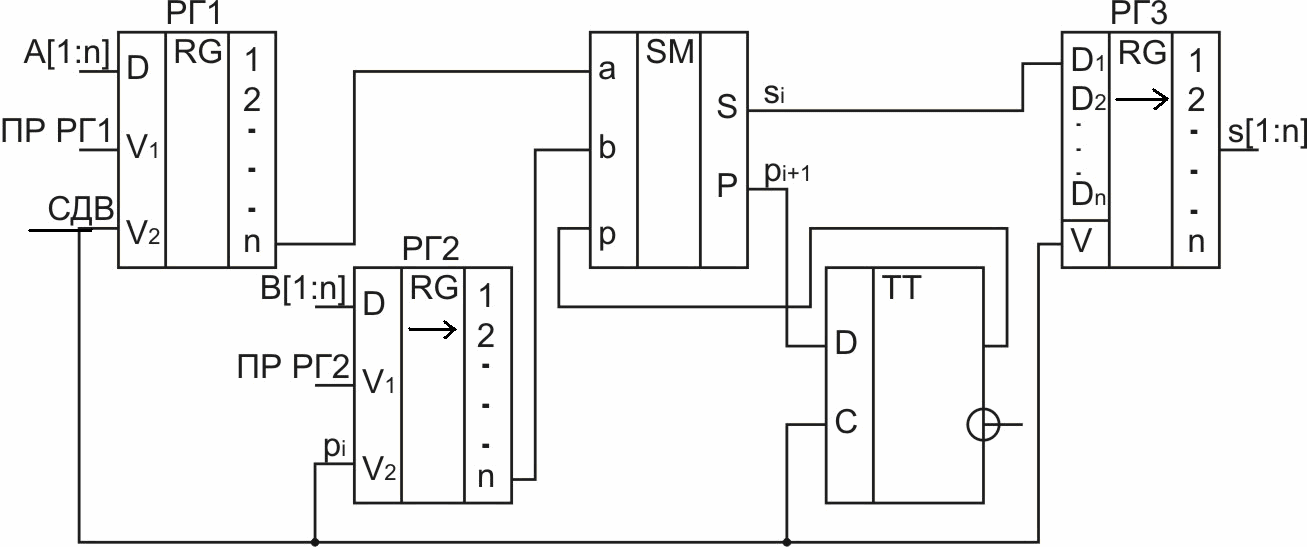 РГ1
A[1:n]
D
RG
1
2
-
-
-
n
ПР РГ1
V1
СДВ
V2
РГ2
B[1:n]
D
RG
1
2
-
-
-
n
ПР РГ2
V1
pi
V2
a
SM
b
p
S
P
si
pi+1
TT
D
C
РГ3
D1
RG
1
D2
2
-
-
-
Dn
-
-
-
V
n
s[1:n]